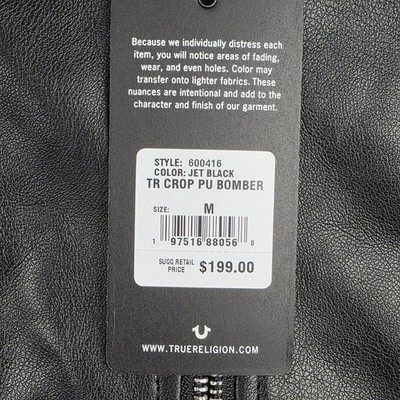 Because we individually distress each
item, you will notice areas of fading,
wear, and even holes. Color may
transfer onto lighter fabrics. These
nuances are intentional and add to the
character and finish of our garment.
STYLE: 600416
COLOR: JET BLACK
TR CROP PU BOMBER
SIZE: M
1 97516 88056 8
SUGG RETAIL
PRICE $199.00
WWW.TRUERELIGION.COM